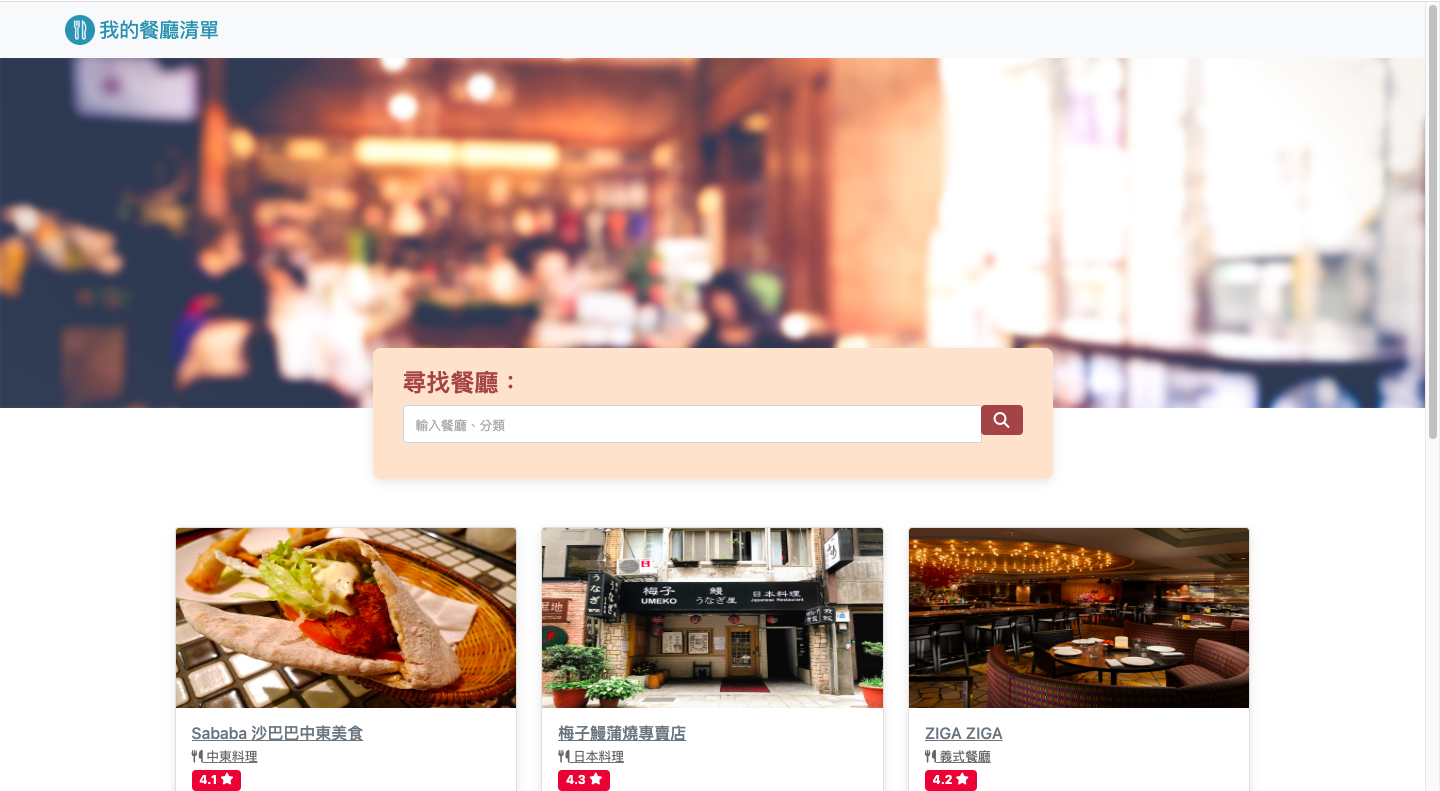 我的餐廳清單
尋找餐廳：
輸入餐廳、分類
うなぎ
梅子 鰻 日本料理
UMEKO うなぎ屋 Japanese Restaurant
Sababa 沙巴巴中東美食
中東料理
4.1
梅子鰻蒲燒專賣店
日本料理
4.3
ZIGA ZIGA
義式餐廳
4.2